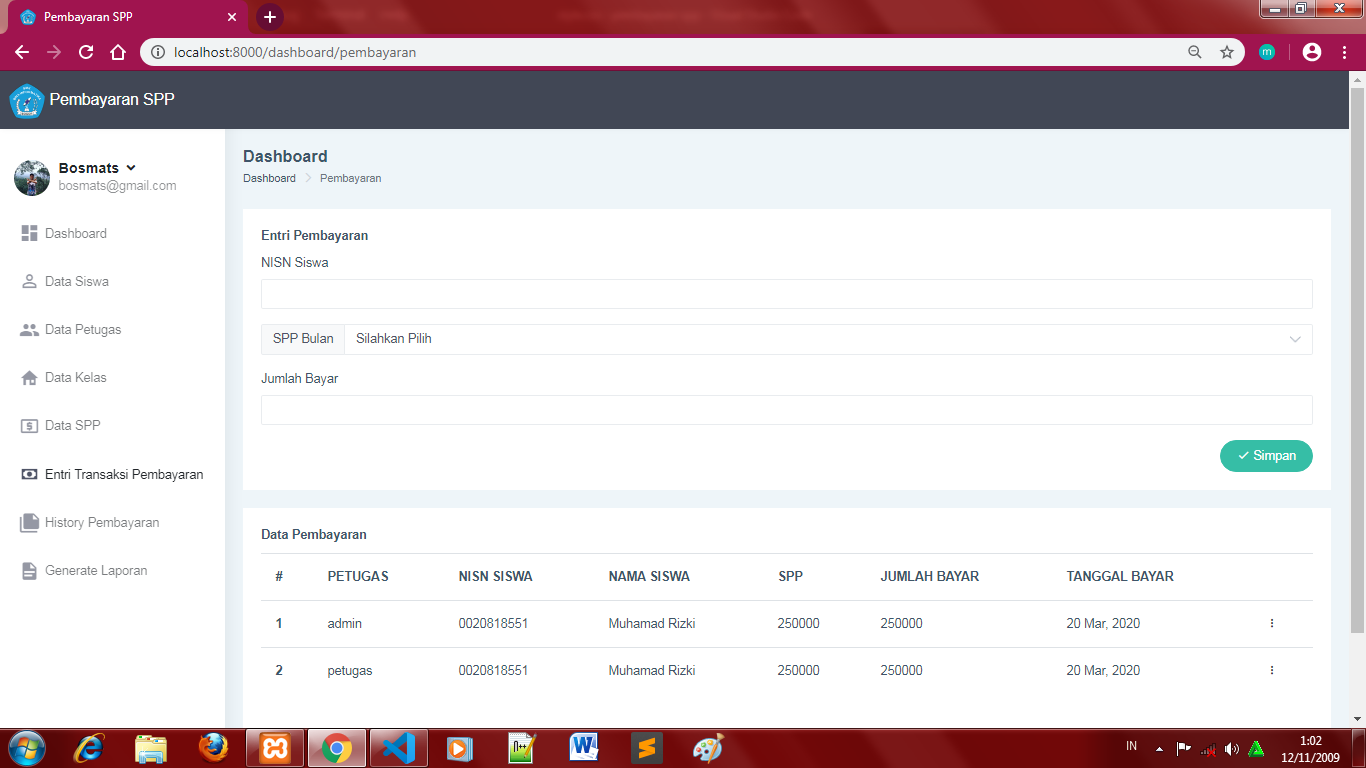 Pembayaran SPP
localhost:8000/dashboard/pembayaran
m
Pembayaran SPP
Bosmats
bosmats@gmail.com
Dashboard
Data Siswa
Data Petugas
Data Kelas
Data SPP
Entri Transaksi Pembayaran
History Pembayaran
Generate Laporan
Dashboard
Dashboard Pembayaran
Entri Pembayaran
NISN Siswa
SPP Bulan Silahkan Pilih
Jumlah Bayar
Simpan
Data Pembayaran
# PETUGAS NISN SISWA NAMA SISWA SPP JUMLAH BAYAR TANGGAL BAYAR
1 admin 0020818551 Muhamad Rizki 250000 250000 20 Mar, 2020
2 petugas 0020818551 Muhamad Rizki 250000 250000 20 Mar, 2020
IN
1:02
12/11/2009